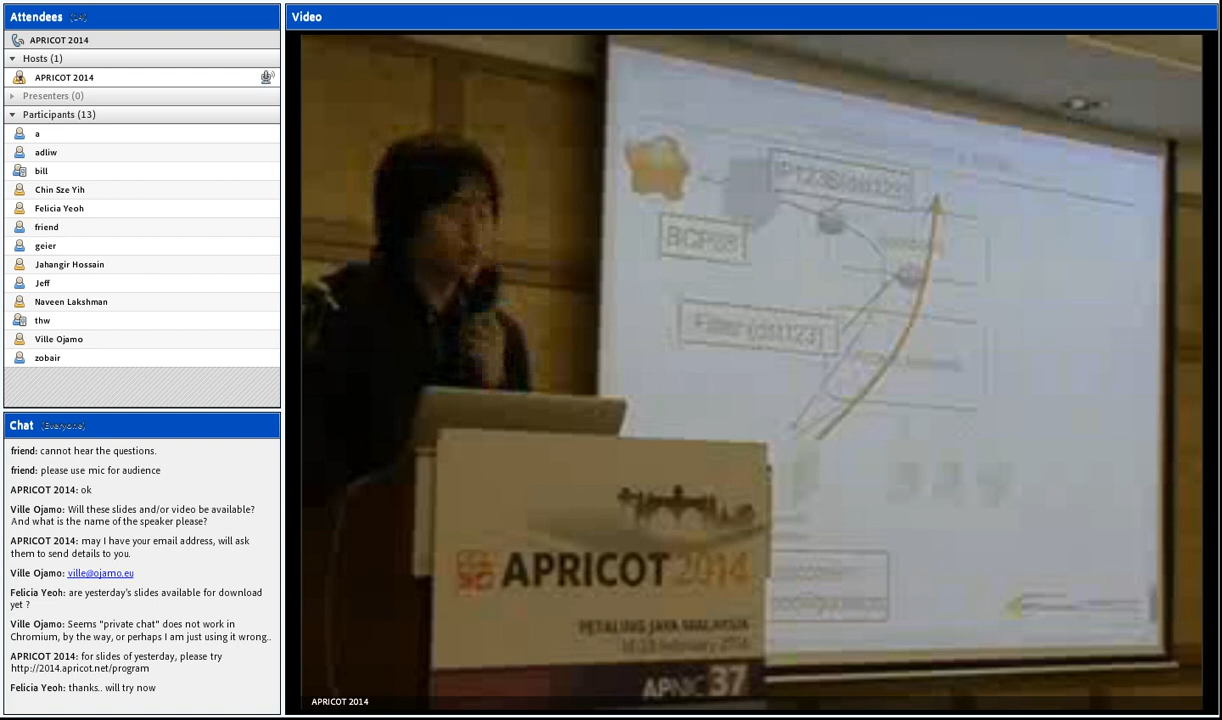 Attendees (14)
APRICOT 2014
Hosts (1)
APRICOT 2014
Presenters (0)
Participants (13)
a
adliw
bill
Chin Sze Yih
Felicia Yeoh
friend
geier
Jahangir Hossain
Jeff
Naveen Lakshman
thw
Ville Ojamo
zobair
Chat (Everyone)
friend: cannot hear the questions.
friend: please use mic for audience
APRICOT 2014: ok
Ville Ojamo: Will these slides and/or video be available?
And what is the name of the speaker please?
APRICOT 2014: may I have your email address, will ask
them to send details to you.
Ville Ojamo: ville@ojamo.eu
Felicia Yeoh: are yesterday's slides available for download
yet ?
Ville Ojamo: Seems "private chat" does not work in
Chromium, by the way, or perhaps I am just using it wrong..
APRICOT 2014: for slides of yesterday, please try
http://2014.apricot.net/program
Felicia Yeoh: thanks.. will try now
Video
BCP38
Filter (dst123)
APRICOT 2014
PETALING JAYA MALAYSIA
February 2014
APNIC 37
APRICOT 2014